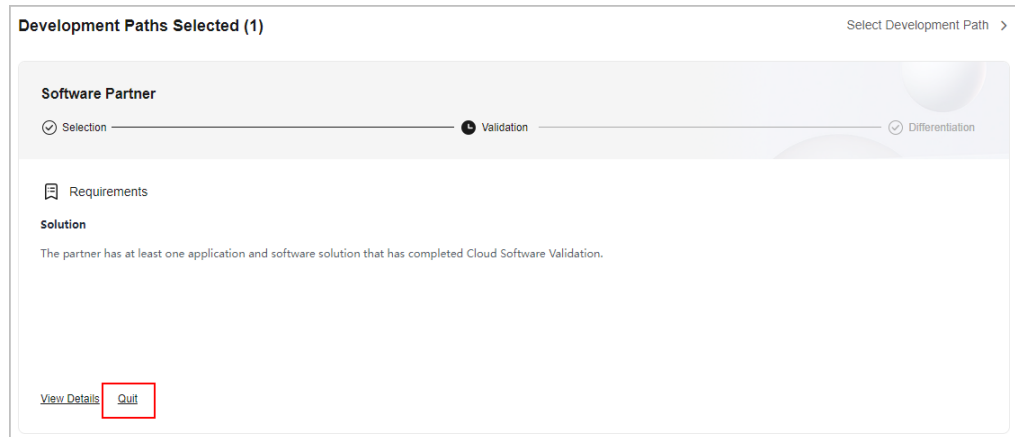 Development Paths Selected (1)
Select Development Path
Software Partner
Selection
Validation
Differentiation
Requirements
Solution
The partner has at least one application and software solution that has completed Cloud Software Validation.
View Details
Quit